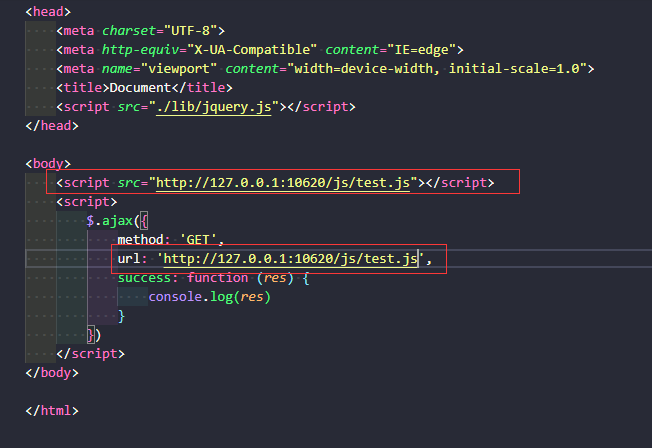 <head>
<meta charset="UTF-8">
<meta http-equiv="X-UA-Compatible" content="IE=edge">
<meta name="viewport" content="width=device-width, initial-scale=1.0">
<title>Document</title>
<script src="./lib/jquery.js"></script>
</head>
<body>
<script src="http://127.0.0.1:10620/js/test.js"></script>
<script>
$.ajax({
method: 'GET',
url: 'http://127.0.0.1:10620/js/test.js',
success: function (res) {
console.log(res)
}
})
</script>
</body>
</html>